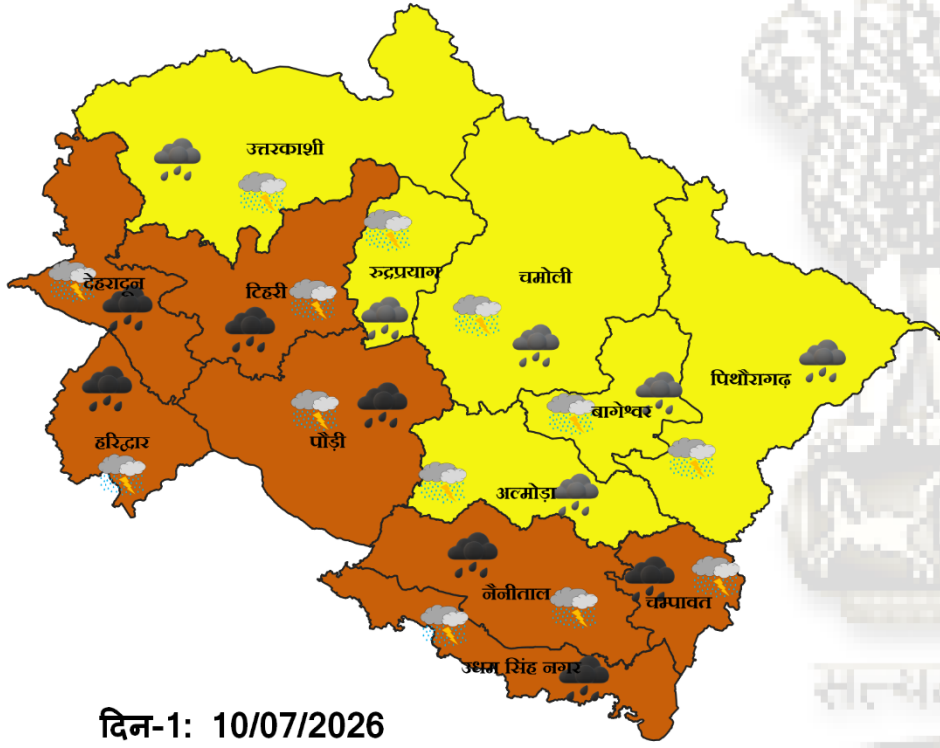 उत्तरकाशी
रुद्रप्रयाग
चमोली
देहरादून
टिहरी
पिथौरागढ़
बागेश्वर
हरिद्वार
पौड़ी
अल्मोड़ा
नैनीताल
चम्पावत
उधम सिंह नगर
दिन-1: 10/07/2026